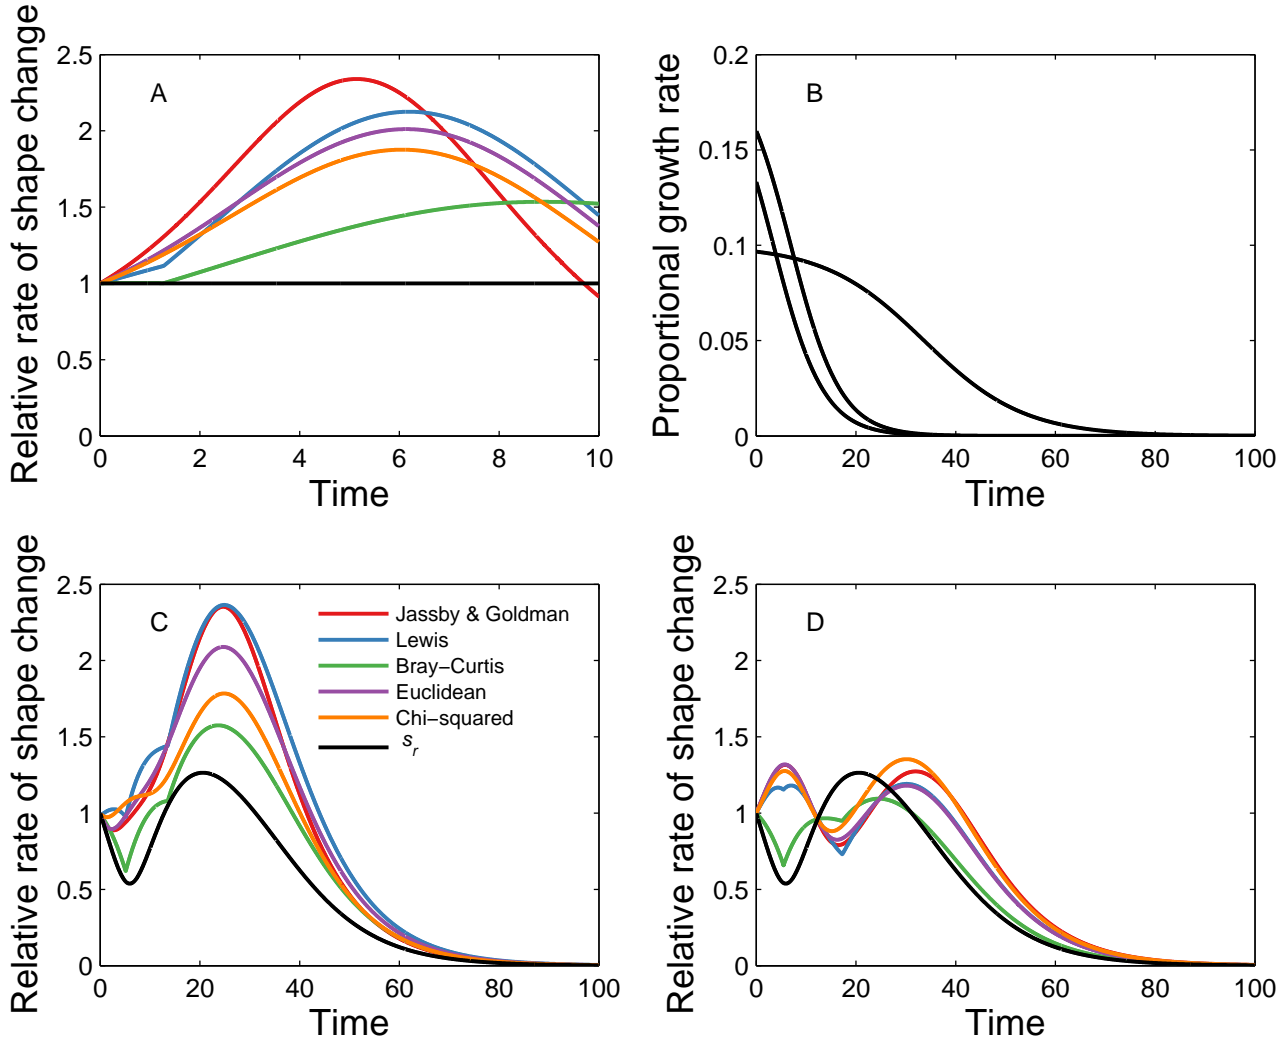 Relative rate of shape change
2.5
2
1.5
1
0.5
0
A
0 2 4 6 8 10
Time
Proportional growth rate
0.2
0.15
0.1
0.05
0
B
0 20 40 60 80 100
Time
Relative rate of shape change
2.5
2
1.5
1
0.5
0
C
Jassby & Goldman
Lewis
Bray−Curtis
Euclidean
Chi−squared
s_r
0 20 40 60 80 100
Time
Relative rate of shape change
2.5
2
1.5
1
0.5
0
D
0 20 40 60 80 100
Time